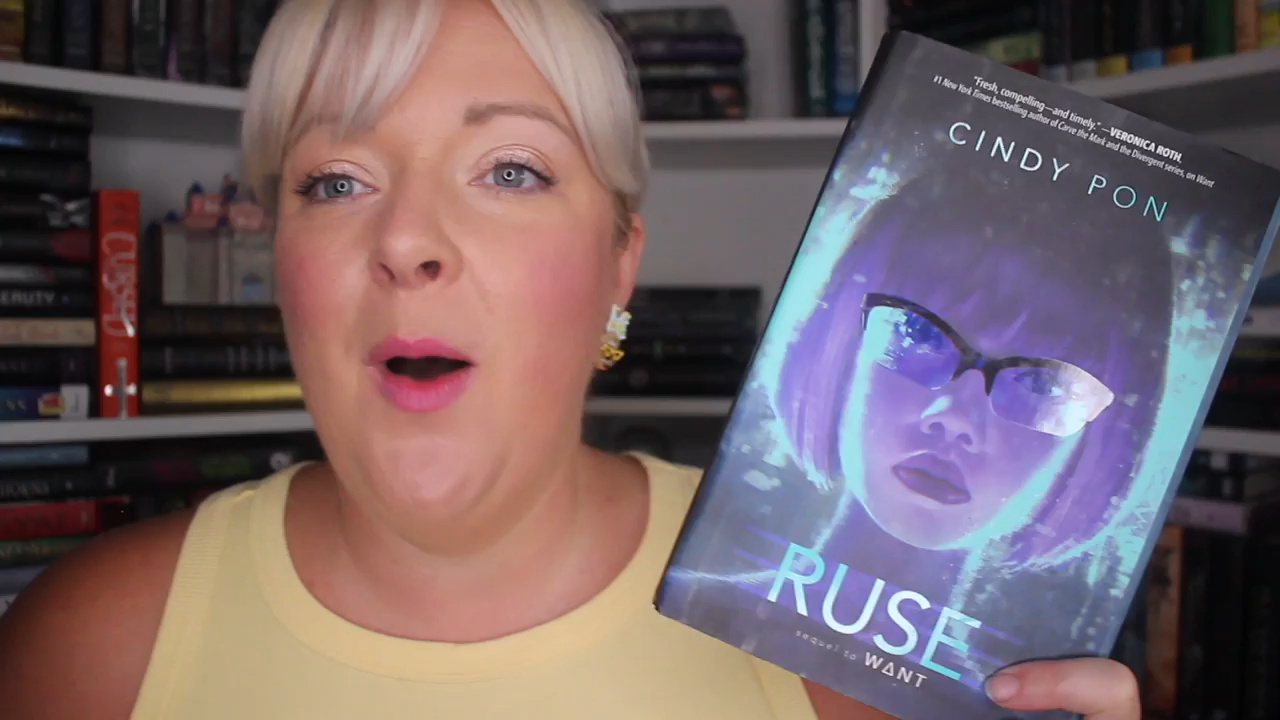 "Fresh, compelling—and timely." —VERONICA ROTH,
#1 New York Times bestselling author of Carve the Mark and the Divergent series, on Want
CINDY PON
RUSE
sequel to WANT
CURSED